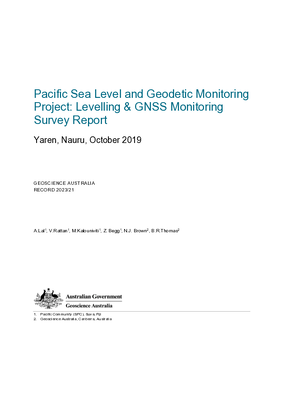 Pacific Sea Level and Geodetic Monitoring
Project: Levelling & GNSS Monitoring
Survey Report
Yaren, Nauru, October 2019
GEOSCIENCE AUSTRALIA
RECORD 2023/21
A.Lal¹, V.Rattan¹, M.Kalouniviti¹, Z.Begg¹, N.J. Brown², B.R.Thomas²
Australian Government
Geoscience Australia
1. Pacific Community (SPC), Suva, Fiji
2. Geoscience Australia, Canberra, Australia